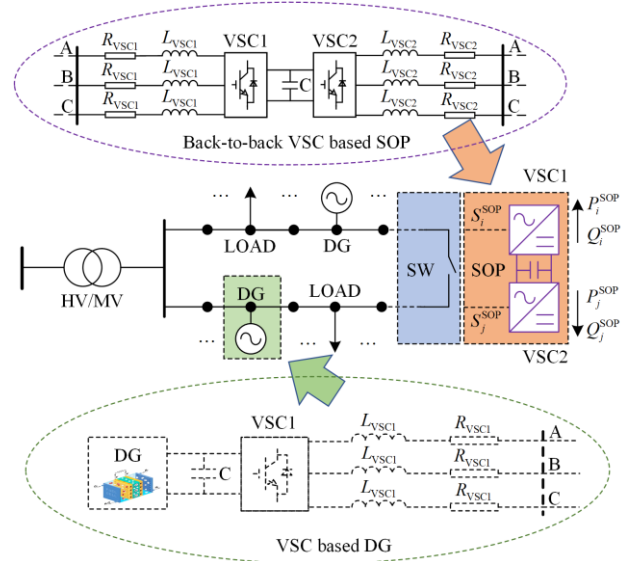 A R_VSC1 L_VSC1 VSC1 VSC2 L_VSC2 R_VSC2 A
B R_VSC1 L_VSC1 C L_VSC2 R_VSC2 B
C R_VSC1 L_VSC1 L_VSC2 R_VSC2 C
Back-to-back VSC based SOP
VSC1
... ... ... S_i^SOP P_i^SOP
LOAD DG Q_i^SOP
SW SOP
HV/MV DG LOAD P_j^SOP
S_j^SOP Q_j^SOP
... ... ...
VSC2
VSC1 L_VSC1 R_VSC1 A
DG C L_VSC1 R_VSC1 B
L_VSC1 R_VSC1 C
VSC based DG